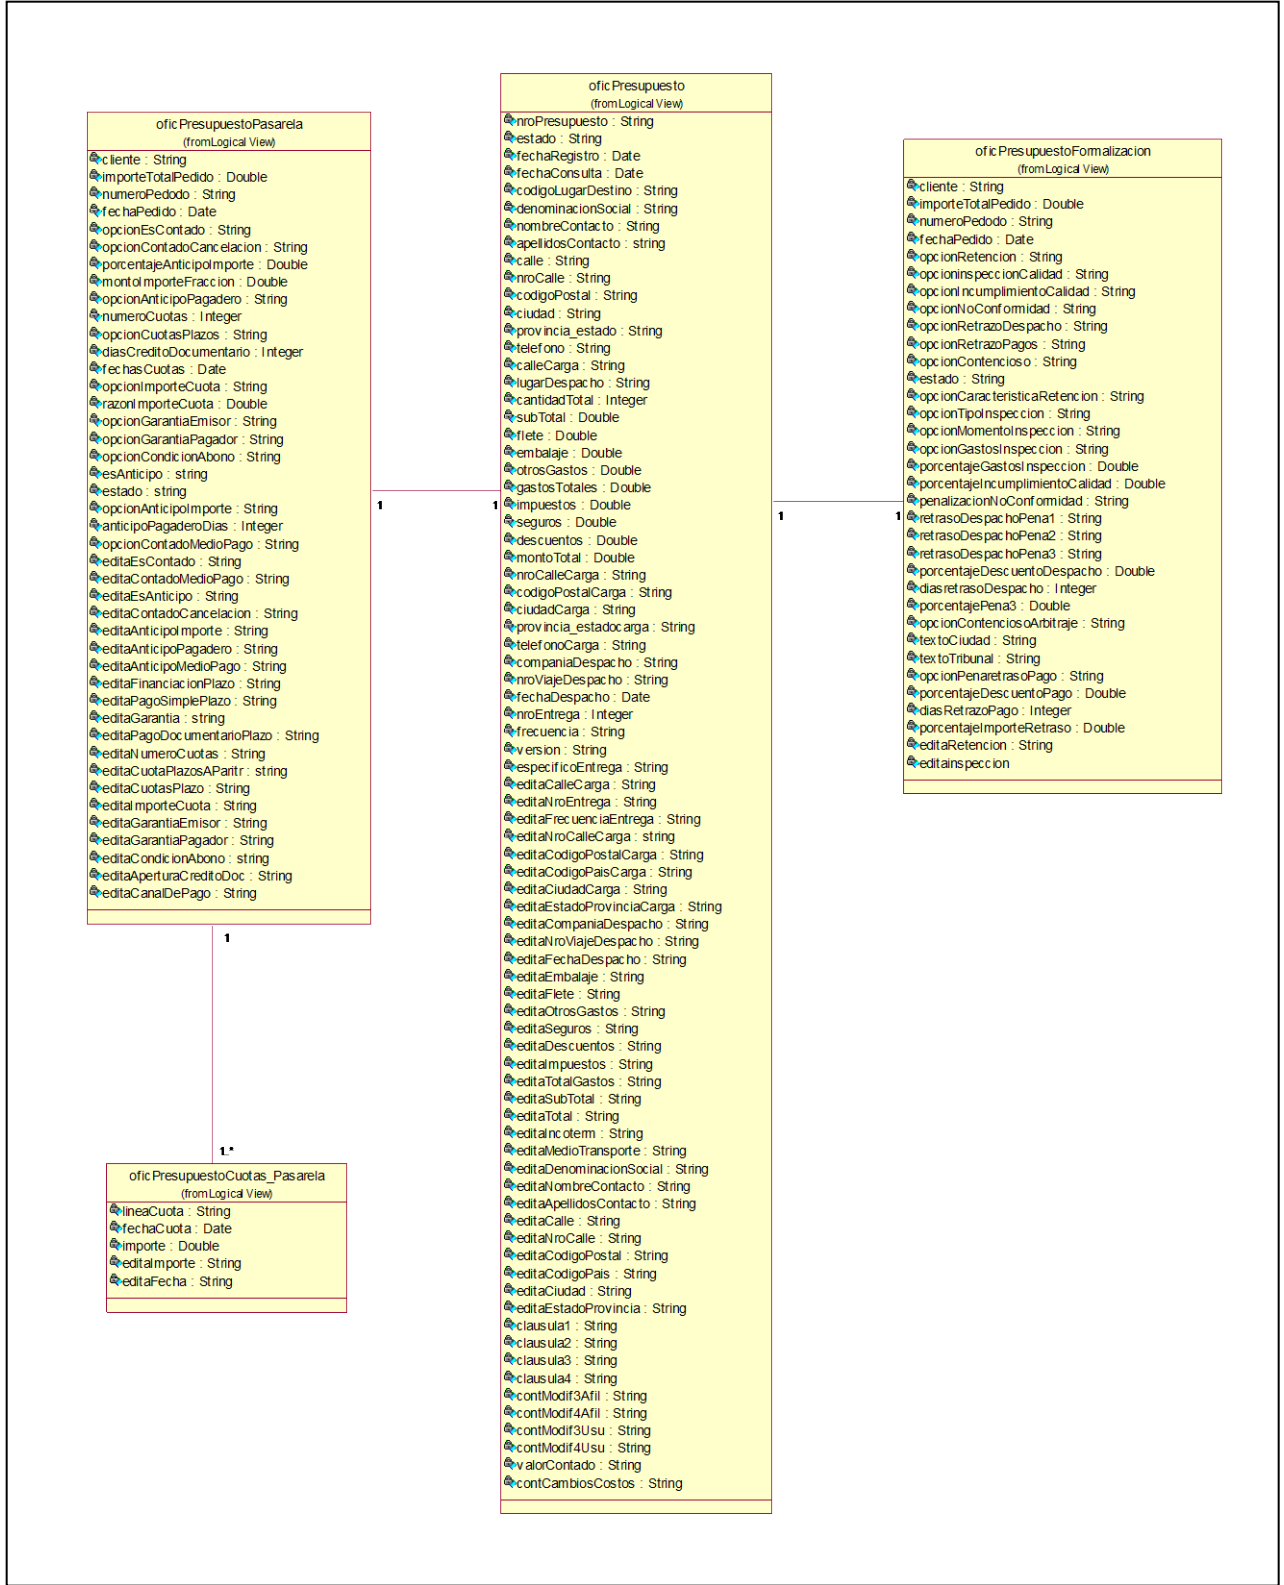 oficPresupuestoPasarela
(from Logical View)
cliente : String
importeTotalPedido : Double
numeroPedodo : String
fechaPedido : Date
opcionEsContado : String
opcionContadoCancelacion : String
porcentajeAnticipoImporte : Double
montoImporteFraccion : Double
opcionAnticipoPagadero : String
numeroCuotas : Integer
opcionCuotasPlazos : String
diasCreditoDocumentario : Integer
fechasCuotas : Date
opcionImporteCuota : String
razonImporteCuota : Double
opcionGarantiaEmisor : String
opcionGarantiaPagador : String
opcionCondicionAbono : String
esAnticipo : string
estado : string
opcionAnticipoImporte : String
anticipoPagaderoDias : Integer
opcionContadoMedioPago : String
editaEsContado : String
editaContadoMedioPago : String
editaEsAnticipo : String
editaContadoCancelacion : String
editaAnticipoImporte : String
editaAnticipoPagadero : String
editaAnticipoMedioPago : String
editaFinanciacionPlazo : String
editaPagoSimplePlazo : String
editaGarantia : string
editaPagoDocumentarioPlazo : String
editaNumeroCuotas : String
editaCuotaPlazosAParitr : string
editaCuotasPlazo : String
editaImporteCuota : String
editaGarantiaEmisor : String
editaGarantiaPagador : String
editaCondicionAbono : string
editaAperturaCreditoDoc : String
editaCanalDePago : String
1
1
1
1..*
oficPresupuestoCuotas_Pasarela
(from Logical View)
lineaCuota : String
fechaCuota : Date
importe : Double
editaImporte : String
editaFecha : String
oficPresupuesto
(from Logical View)
nroPresupuesto : String
estado : String
fechaRegistro : Date
fechaConsulta : Date
codigoLugarDestino : String
denominacionSocial : String
nombreContacto : String
apellidosContacto : string
calle : String
nroCalle : String
codigoPostal : String
ciudad : String
provincia_estado : String
telefono : String
calleCarga : String
lugarDespacho : String
cantidadTotal : Integer
subTotal : Double
flete : Double
embalaje : Double
otrosGastos : Double
gastosTotales : Double
impuestos : Double
seguros : Double
descuentos : Double
montoTotal : Double
nroCalleCarga : String
codigoPostalCarga : String
ciudadCarga : String
provincia_estadocarga : String
telefonoCarga : String
companiaDespacho : String
nroViajeDespacho : String
fechaDespacho : Date
nroEntrega : Integer
frecuencia : String
version : String
especificoEntrega : String
editaCalleCarga : String
editaNroEntrega : String
editaFrecuenciaEntrega : String
editaNroCalleCarga : string
editaCodigoPostalCarga : String
editaCodigoPaisCarga : String
editaCiudadCarga : String
editaEstadoProvinciaCarga : String
editaCompaniaDespacho : String
editaNroViajeDespacho : String
editaFechaDespacho : String
editaEmbalaje : String
editaFlete : String
editaOtrosGastos : String
editaSeguros : String
editaDescuentos : String
editaImpuestos : String
editaTotalGastos : String
editaSubTotal : String
editaTotal : String
editaIncoterm : String
editaMedioTransporte : String
editaDenominacionSocial : String
editaNombreContacto : String
editaApellidosContacto : String
editaCalle : String
editaNroCalle : String
editaCodigoPostal : String
editaCodigoPais : String
editaCiudad : String
editaEstadoProvincia : String
clausula1 : String
clausula2 : String
clausula3 : String
clausula4 : String
contModif3Afil : String
contModif4Afil : String
contModif3Usu : String
contModif4Usu : String
valorContado : String
contCambiosCostos : String
1
1
oficPresupuestoFormalizacion
(from Logical View)
cliente : String
importeTotalPedido : Double
numeroPedodo : String
fechaPedido : Date
opcionRetencion : String
opcioninspeccionCalidad : String
opcionIncumplimientoCalidad : String
opcionNoConformidad : String
opcionRetrazoDespacho : String
opcionRetrazoPagos : String
opcionContencioso : String
estado : String
opcionCaracteristicaRetencion : String
opcionTipoInspeccion : String
opcionMomentoInspeccion : String
opcionGastosInspeccion : String
porcentajeGastosInspeccion : Double
porcentajeIncumplimientoCalidad : Double
penalizacionNoConformidad : String
retrasoDespachoPena1 : String
retrasoDespachoPena2 : String
retrasoDespachoPena3 : String
porcentajeDescuentoDespacho : Double
diasretrasoDespacho : Integer
porcentajePena3 : Double
opcionContenciosoArbitraje : String
textoCiudad : String
textoTribunal : String
opcionPenaretrasoPago : String
porcentajeDescuentoPago : Double
diasRetrazoPago : Integer
porcentajeImporteRetraso : Double
editaRetencion : String
editainspeccion